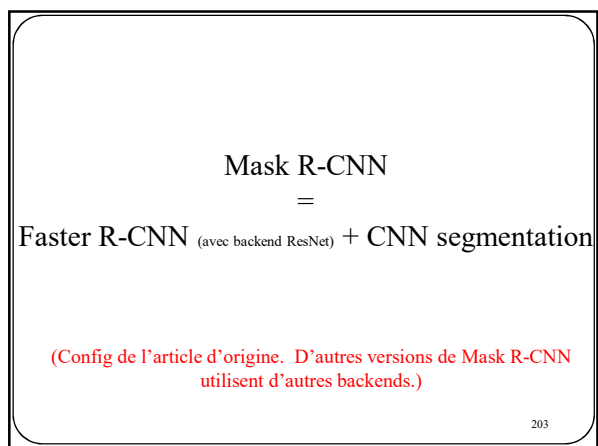 Mask R-CNN
=
Faster R-CNN (avec backend ResNet) + CNN segmentation
(Config de l'article d'origine. D'autres versions de Mask R-CNN
utilisent d'autres backends.)
203